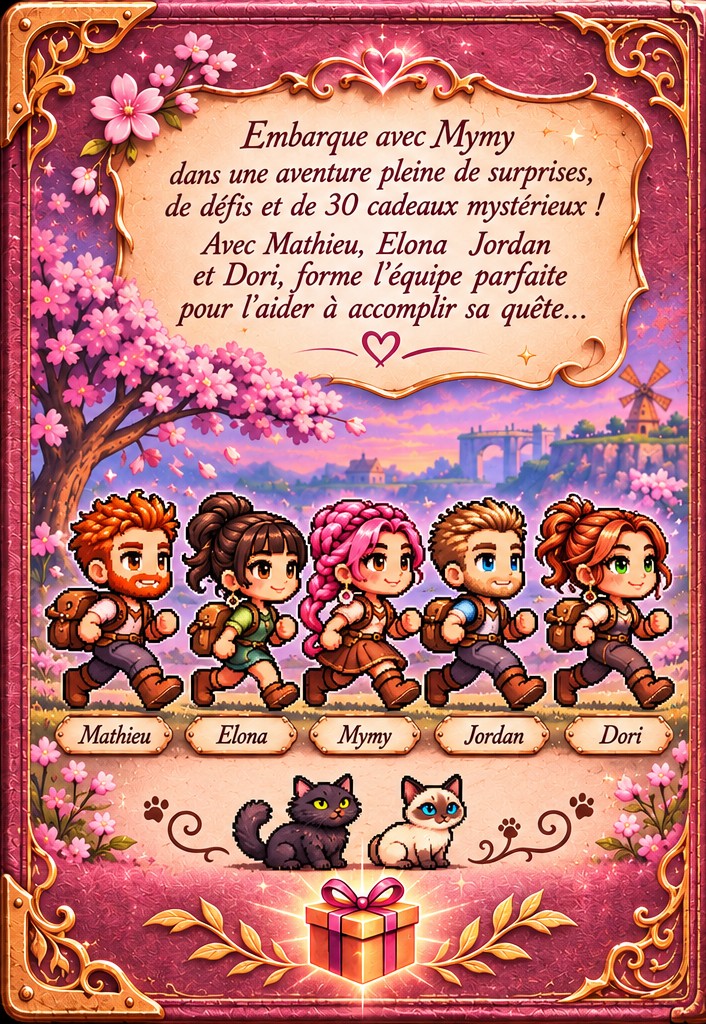 Embarque avec Mymy
dans une aventure pleine de surprises,
de défis et de 30 cadeaux mystérieux !
Avec Mathieu, Elona Jordan
et Dori, forme l'équipe parfaite
pour l'aider à accomplir sa quête...
Mathieu
Elona
Mymy
Jordan
Dori